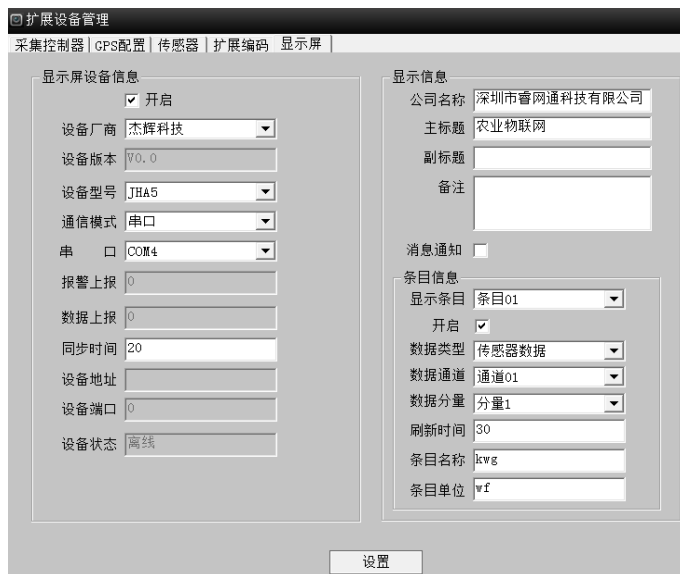 扩展设备管理
采集控制器 GPS配置 传感器 扩展编码 显示屏
显示屏设备信息
开启
设备厂商 杰辉科技
设备版本 V0.0
设备型号 JHA5
通信模式 串口
串 口 COM4
报警上报 0
数据上报 0
同步时间 20
设备地址
设备端口 0
设备状态 离线
显示信息
公司名称 深圳市睿网通科技有限公司
主标题 农业物联网
副标题
备注
消息通知
条目信息
显示条目 条目01
开启
数据类型 传感器数据
数据通道 通道01
数据分量 分量1
刷新时间 30
条目名称 kwg
条目单位 wf
设置